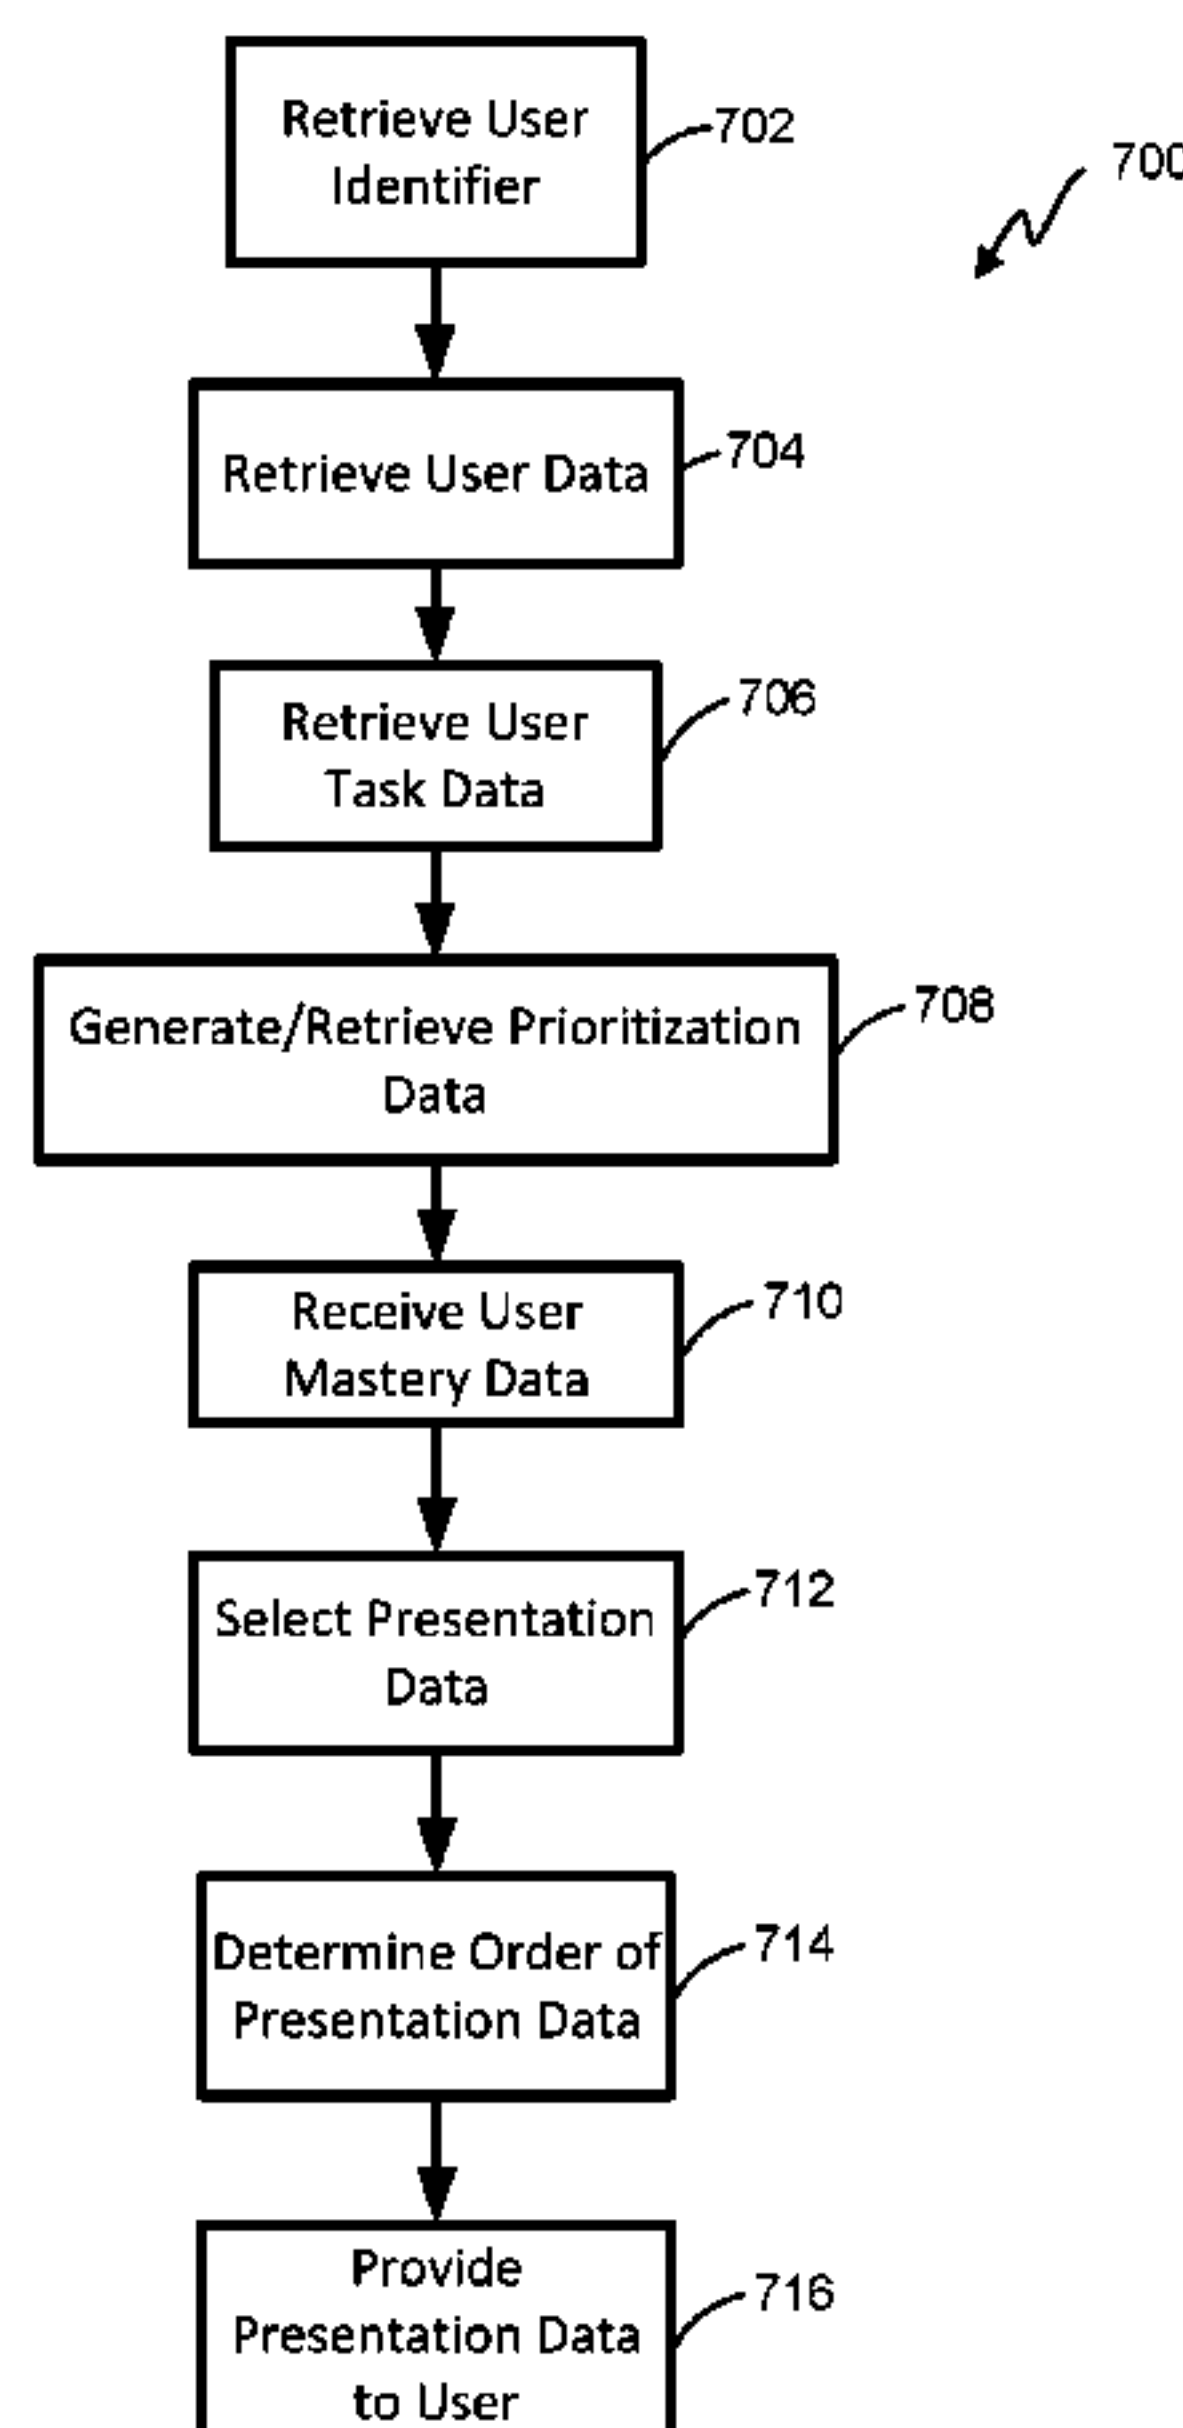 Retrieve User
Identifier
702
700
Retrieve User Data
704
Retrieve User
Task Data
706
Generate/Retrieve Prioritization
Data
708
Receive User
Mastery Data
710
Select Presentation
Data
712
Determine Order of
Presentation Data
714
Provide
Presentation Data
to User
716